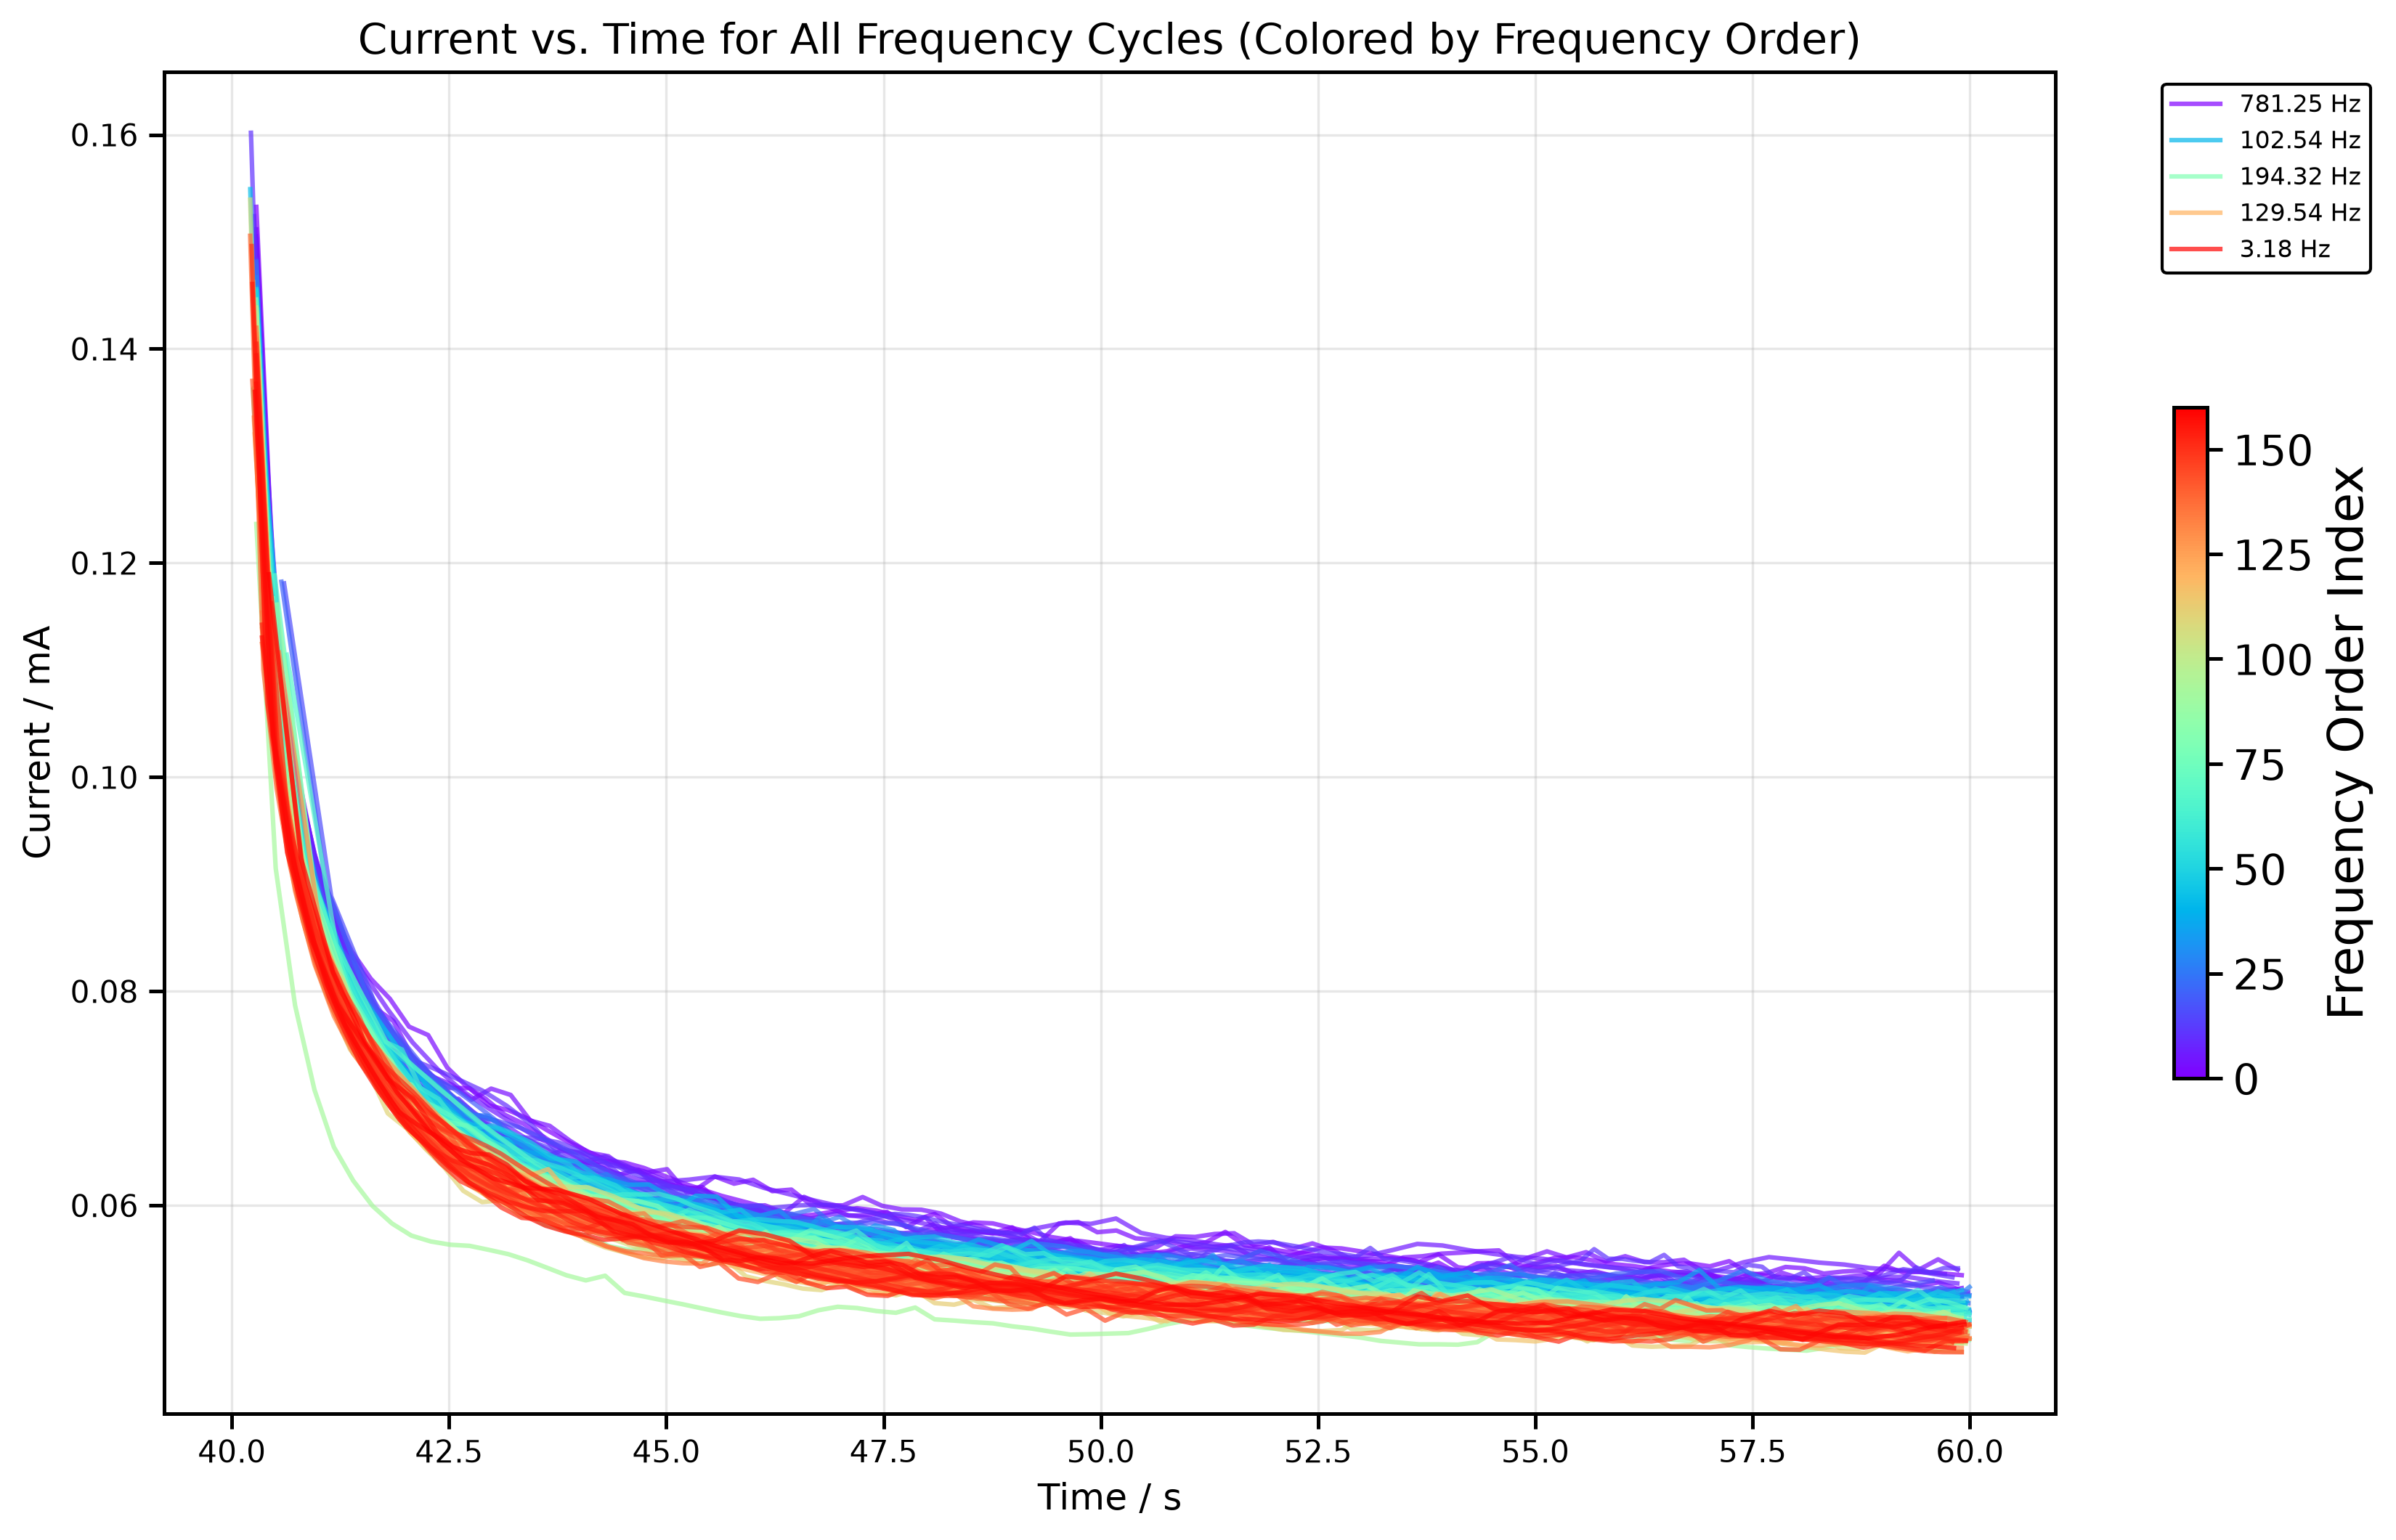 Current vs. Time for All Frequency Cycles (Colored by Frequency Order)
781.25 Hz
102.54 Hz
194.32 Hz
129.54 Hz
3.18 Hz
Current / mA
0.16
0.14
0.12
0.10
0.08
0.06
40.0 42.5 45.0 47.5 50.0 52.5 55.0 57.5 60.0
Time / s
150
125
100
75
50
25
0
Frequency Order Index